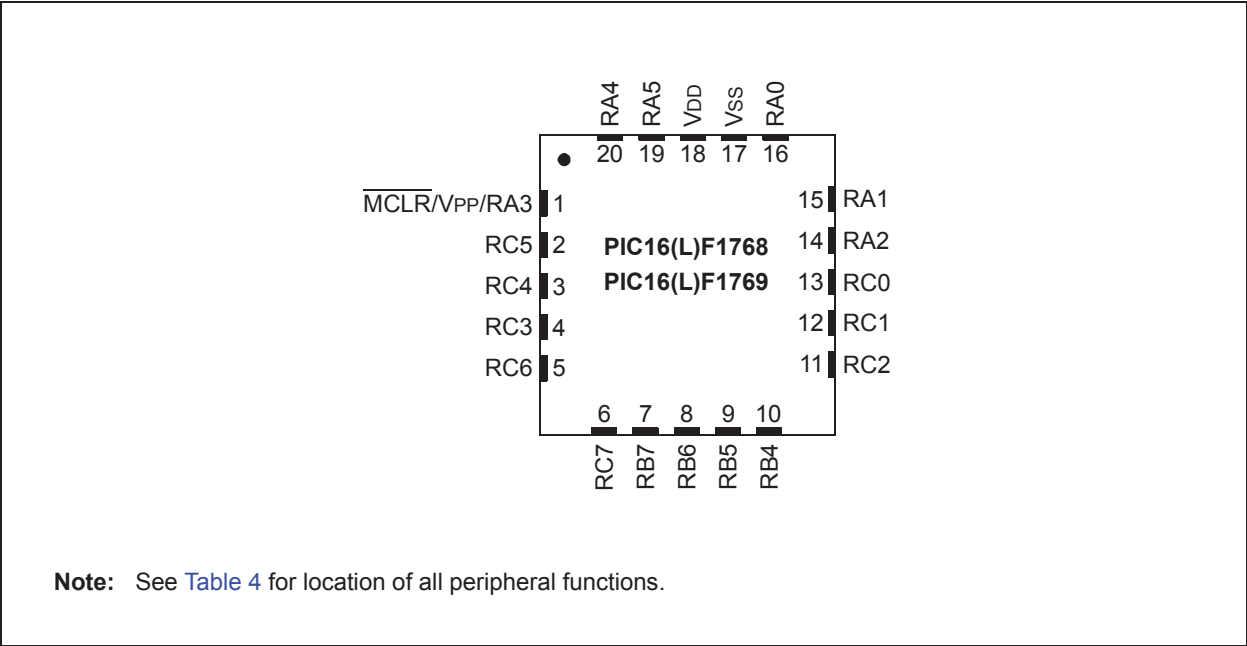 RA4 RA5 VDD VSS RA0
20 19 18 17 16
MCLR/VPP/RA3 1
RC5 2
RC4 3
RC3 4
RC6 5
PIC16(L)F1768
PIC16(L)F1769
15 RA1
14 RA2
13 RC0
12 RC1
11 RC2
6 7 8 9 10
RC7 RB7 RB6 RB5 RB4
Note: See Table 4 for location of all peripheral functions.